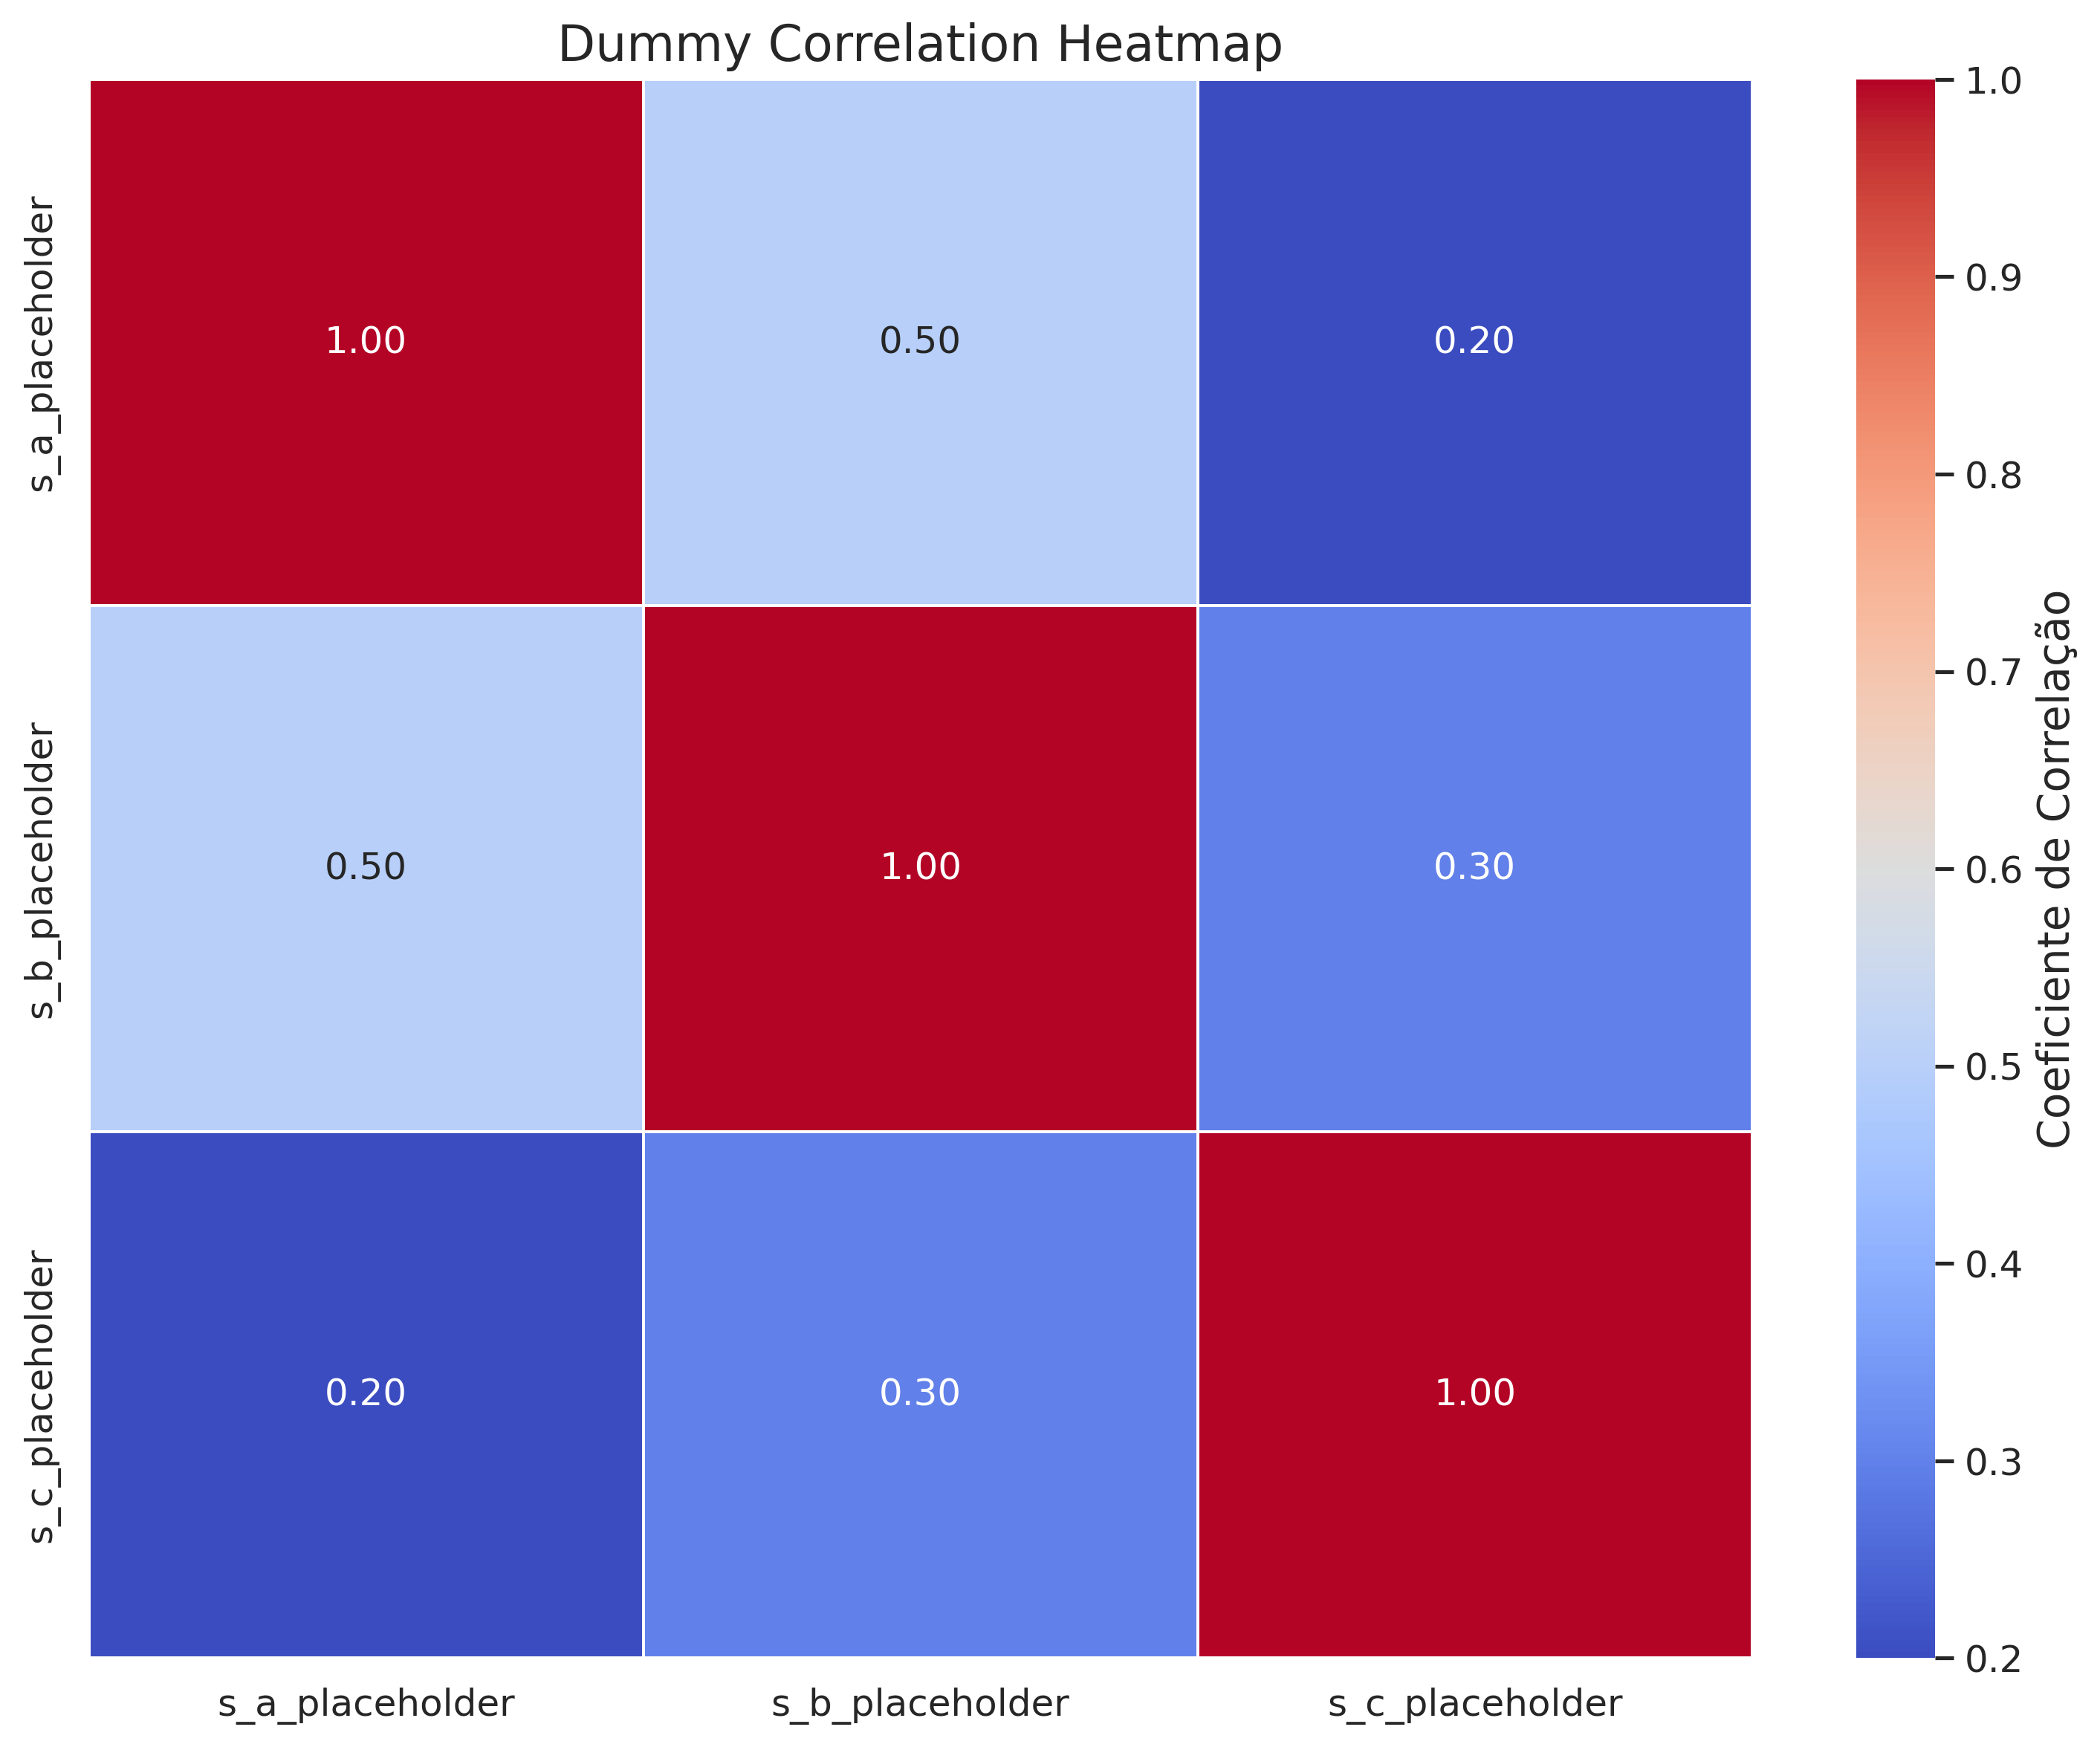 Dummy Correlation Heatmap
s_a_placeholder
1.00 0.50 0.20
s_b_placeholder
0.50 1.00 0.30
s_c_placeholder
0.20 0.30 1.00
s_a_placeholder s_b_placeholder s_c_placeholder
1.0
0.9
0.8
0.7
0.6
0.5
0.4
0.3
0.2
Coeficiente de Correlação